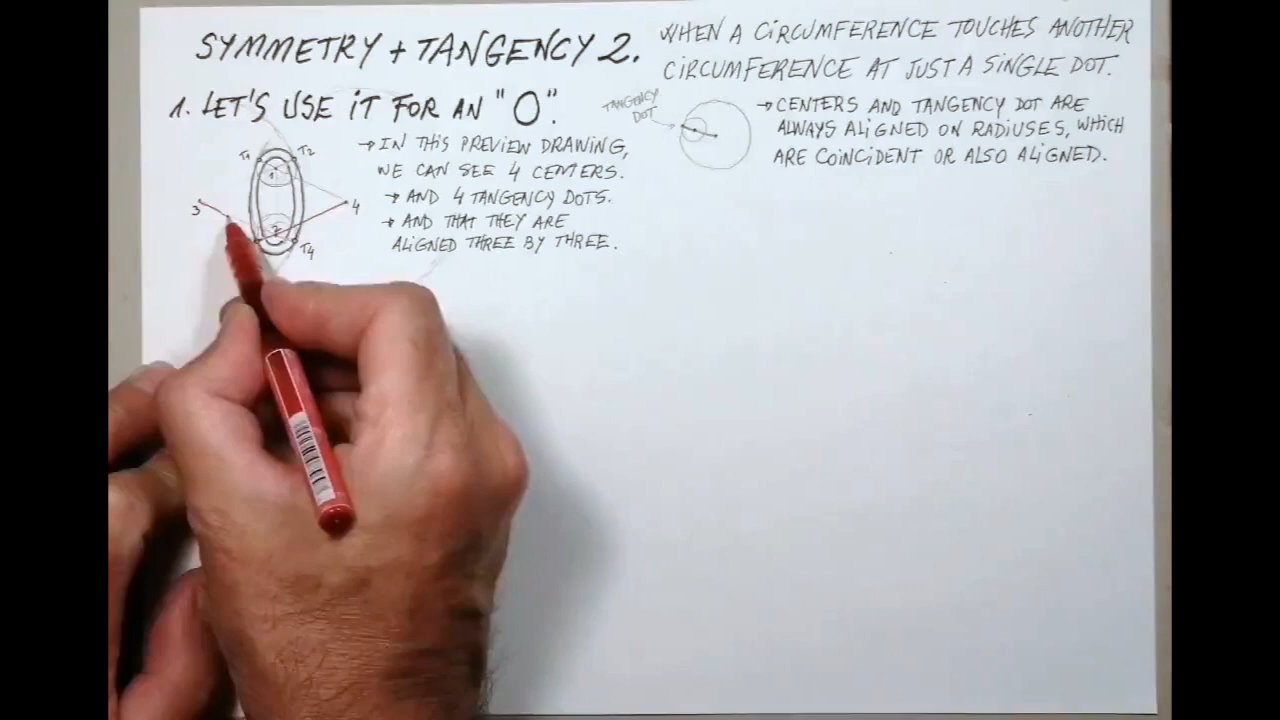 SYMMETRY + TANGENCY 2.
WHEN A CIRCUMFERENCE TOUCHES ANOTHER
CIRCUMFERENCE AT JUST A SINGLE DOT.
1. LET'S USE IT FOR AN "O".
TANGENCY
DOT
→ CENTERS AND TANGENCY DOT ARE
ALWAYS ALIGNED ON RADIUSES, WHICH
ARE COINCIDENT OR ALSO ALIGNED.
→ IN THIS PREVIEW DRAWING,
WE CAN SEE 4 CENTERS.
→ AND 4 TANGENCY DOTS.
→ AND THAT THEY ARE
ALIGNED THREE BY THREE.
T1 T2
1
3 4
2
T4